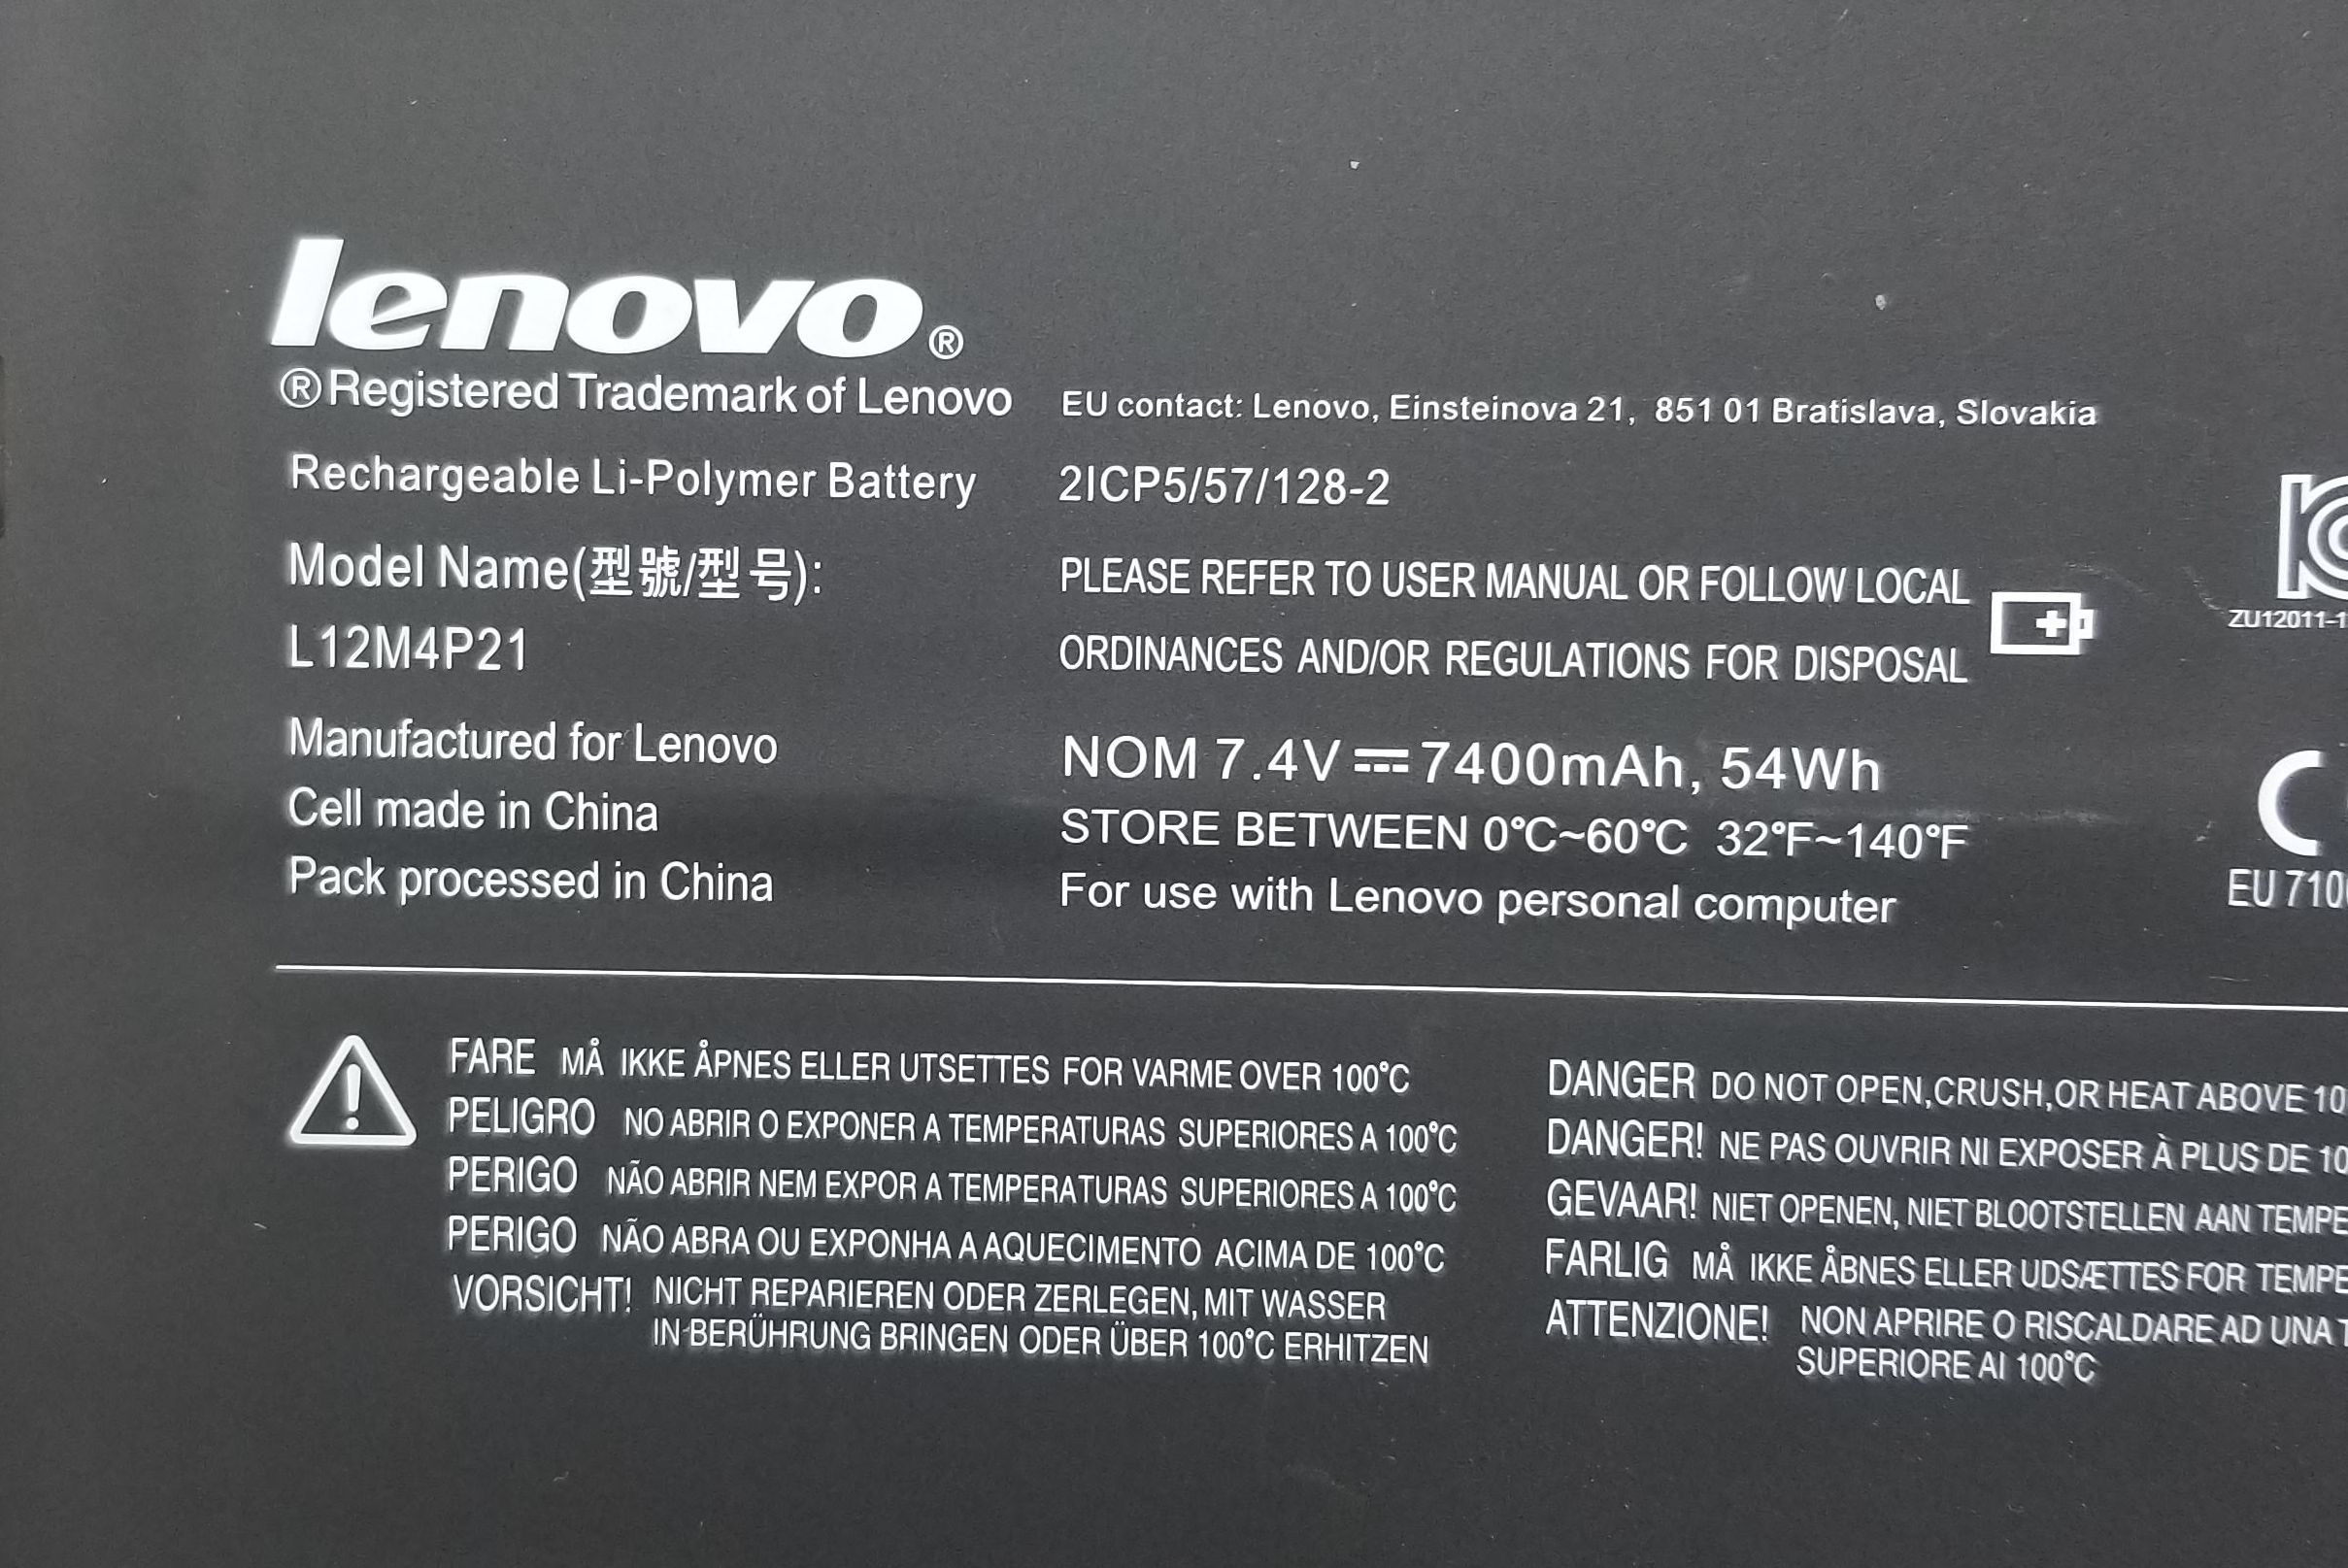 lenovo®
®Registered Trademark of Lenovo
EU contact: Lenovo, Einsteinova 21, 851 01 Bratislava, Slovakia
Rechargeable Li-Polymer Battery
2ICP5/57/128-2
Model Name(型號/型号):
L12M4P21
PLEASE REFER TO USER MANUAL OR FOLLOW LOCAL
ORDINANCES AND/OR REGULATIONS FOR DISPOSAL
ZU12011-1
Manufactured for Lenovo
Cell made in China
Pack processed in China
NOM 7.4V⎓7400mAh, 54Wh
STORE BETWEEN 0℃~60℃ 32℉~140℉
For use with Lenovo personal computer
EU 710
FARE MÅ IKKE ÅPNES ELLER UTSETTES FOR VARME OVER 100℃
PELIGRO NO ABRIR O EXPONER A TEMPERATURAS SUPERIORES A 100℃
PERIGO NÃO ABRIR NEM EXPOR A TEMPERATURAS SUPERIORES A 100℃
PERIGO NÃO ABRA OU EXPONHA A AQUECIMENTO ACIMA DE 100℃
VORSICHT! NICHT REPARIEREN ODER ZERLEGEN, MIT WASSER
IN-BERÜHRUNG BRINGEN ODER ÜBER 100℃ ERHITZEN
DANGER DO NOT OPEN,CRUSH,OR HEAT ABOVE 10
DANGER! NE PAS OUVRIR NI EXPOSER À PLUS DE 10
GEVAAR! NIET OPENEN, NIET BLOOTSTELLEN AAN TEMPE
FARLIG MÅ IKKE ÅBNES ELLER UDSÆTTES FOR TEMPE
ATTENZIONE! NON APRIRE O RISCALDARE AD UNA T
SUPERIORE AI 100℃